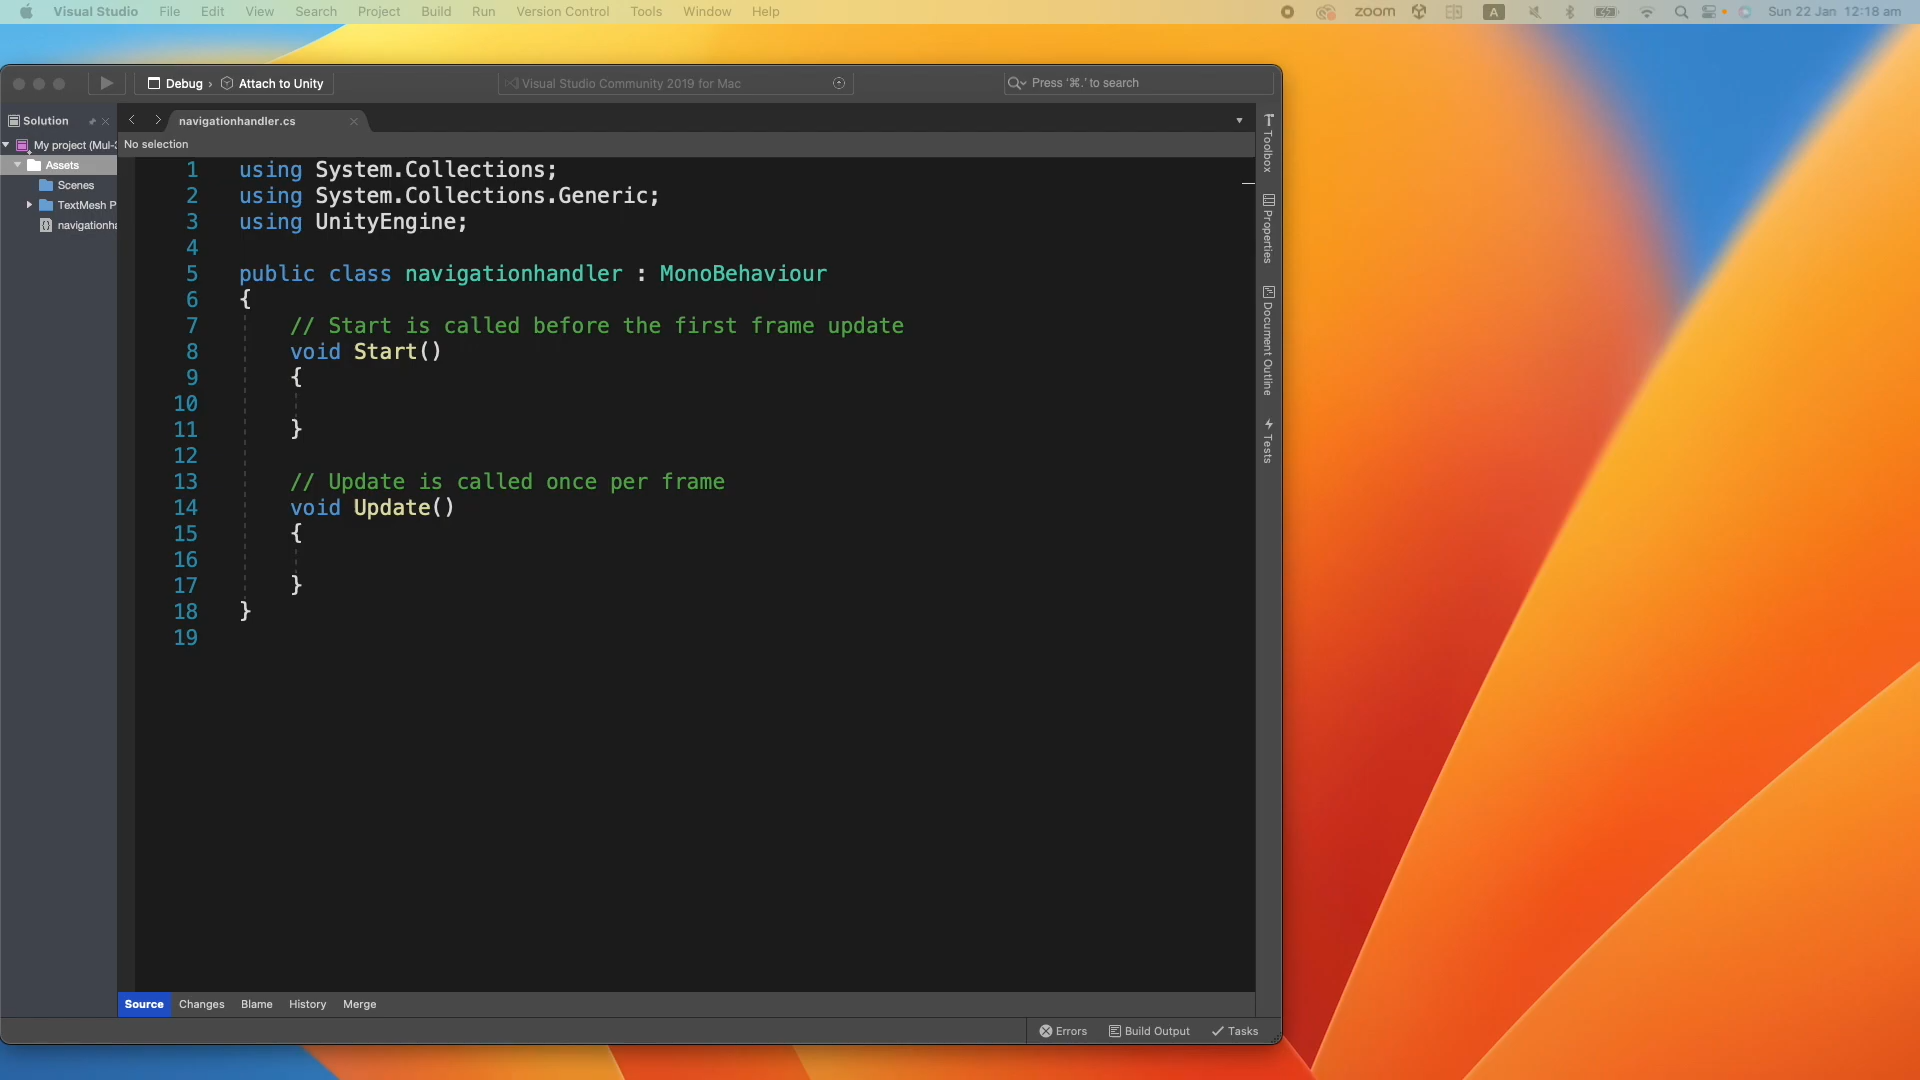 Visual Studio File Edit View Search Project Build Run Version Control Tools Window Help zoom A Sun 22 Jan 12:18 am
Debug › Attach to Unity Visual Studio Community 2019 for Mac Press '⌘.' to search
Solution
navigationhandler.cs
My project (Mul-3
No selection
Assets
Scenes
TextMesh P
navigationha
1 using System.Collections;
2 using System.Collections.Generic;
3 using UnityEngine;
4
5 public class navigationhandler : MonoBehaviour
6 {
7 // Start is called before the first frame update
8 void Start()
9 {
10
11 }
12
13 // Update is called once per frame
14 void Update()
15 {
16
17 }
18 }
19
Toolbox
Properties
Document Outline
Tests
Source Changes Blame History Merge
Errors Build Output Tasks